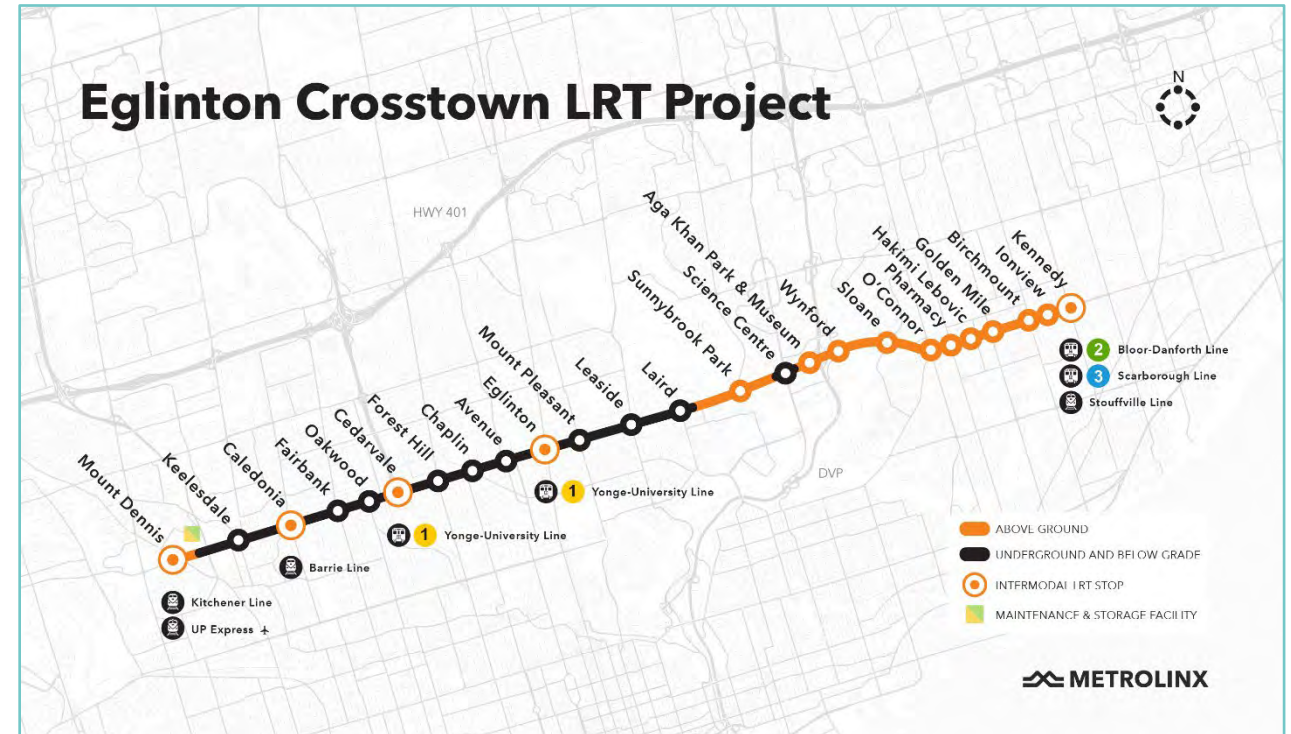 Eglinton Crosstown LRT Project
N
HWY 401
Mount Dennis
Keelesdale
Caledonia
Fairbank
Oakwood
Cedarvale
Forest Hill
Chaplin
Avenue
Eglinton
Mount Pleasant
Leaside
Laird
Sunnybrook Park
Science Centre
Aga Khan Park & Museum
Wynford
Sloane
O'Connor
Pharmacy
Hakimi Lebovic
Golden Mile
Birchmount
Ionview
Kennedy
2 Bloor-Danforth Line
3 Scarborough Line
Stouffville Line
DVP
1 Yonge-University Line
1 Yonge-University Line
Barrie Line
Kitchener Line
UP Express
ABOVE GROUND
UNDERGROUND AND BELOW GRADE
INTERMODAL LRT STOP
MAINTENANCE & STORAGE FACILITY
METROLINX